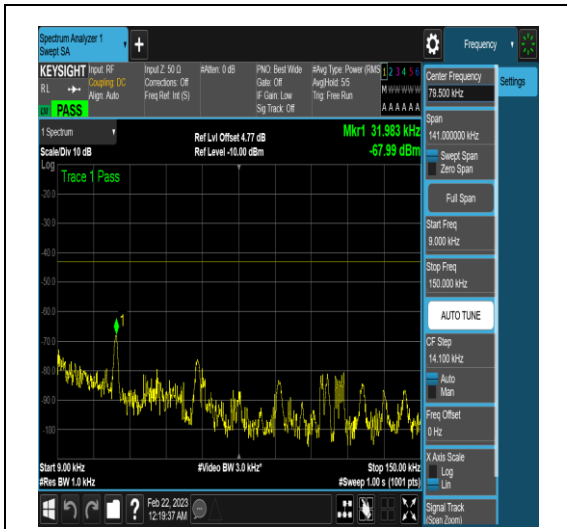 Spectrum Analyzer 1
Swept SA
Frequency
KEYSIGHT
RL
PASS
Input: RF
Coupling: DC
Align: Auto
Input Z: 50 Ω
Corrections: Off
Freq Ref: Int (S)
#Atten: 0 dB
PNO: Best Wide
Gate: Off
IF Gain: Low
Sig Track: Off
#Avg Type: Power (RMS
Avg|Hold: 5/5
Trig: Free Run
1 2 3 4 5 6
M W W W W W
A A A A A A
1 Spectrum
Scale/Div 10 dB
Ref Lvl Offset 4.77 dB
Ref Level -10.00 dBm
Mkr1 31.983 kHz
-67.99 dBm
Log
Trace 1 Pass
-20.0
-30.0
-40.0
-50.0
-60.0
-70.0
-80.0
-90.0
-100
1
Start 9.00 kHz
#Res BW 1.0 kHz
#Video BW 3.0 kHz*
Stop 150.00 kHz
#Sweep 1.00 s (1001 pts)
Feb 22, 2023
12:19:37 AM
Center Frequency
79.500 kHz
Settings
Span
141.000000 kHz
Swept Span
Zero Span
Full Span
Start Freq
9.000 kHz
Stop Freq
150.000 kHz
AUTO TUNE
CF Step
14.100 kHz
Auto
Man
Freq Offset
0 Hz
X Axis Scale
Log
Lin
Signal Track
(Span Zoom)